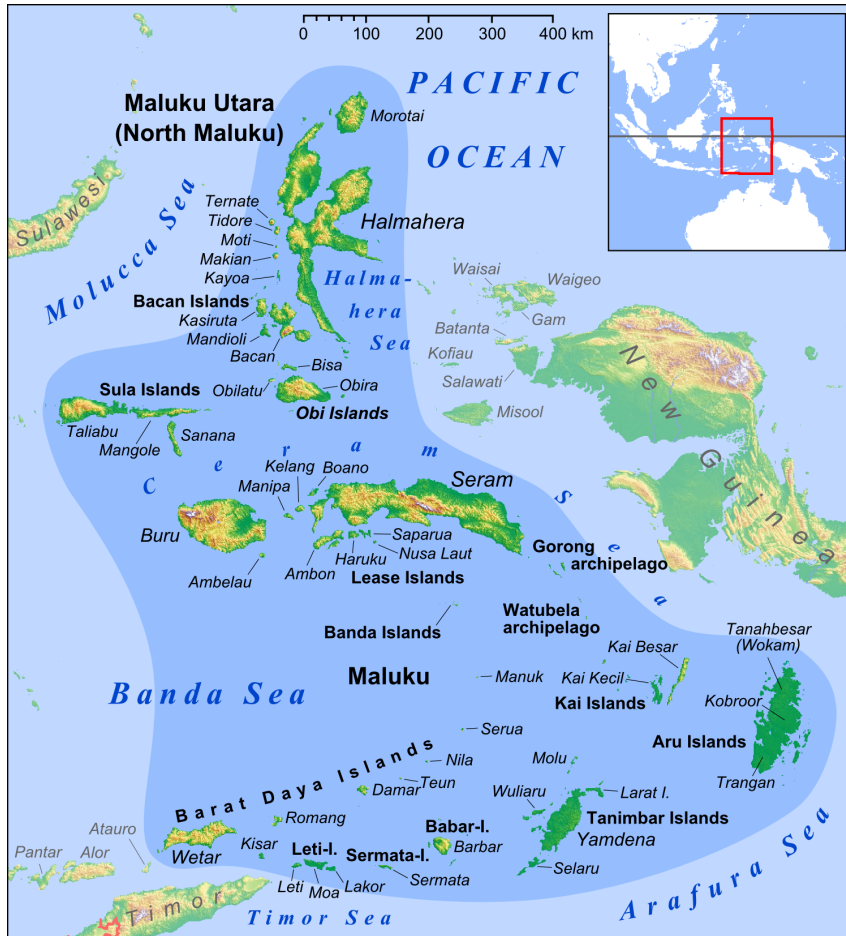 0 100 200 300 400 km
PACIFIC
OCEAN
Maluku Utara
(North Maluku)
Morotai
Sulawesi
Molucca Sea
Ternate
Tidore
Moti
Makian
Kayoa
Halmahera
Halma-
hera
Sea
Bacan Islands
Kasiruta
Mandioli
Bacan
Waisai
Waigeo
Gam
Batanta
Kofiau
Salawati
Misool
New Guinea
Bisa
Obilatu
Obira
Obi Islands
Sula Islands
Taliabu
Mangole
Sanana
Ceram Sea
Kelang
Boano
Manipa
Seram
Buru
Ambelau
Ambon
Haruku
Saparua
Nusa Laut
Lease Islands
Gorong
archipelago
Banda Islands
Watubela
archipelago
Tanahbesar
(Wokam)
Kai Besar
Kai Kecil
Kai Islands
Maluku
Manuk
Banda Sea
Kobroor
Aru Islands
Trangan
Serua
Barat Daya Islands
Nila
Teun
Damar
Molu
Wuliaru
Larat I.
Tanimbar Islands
Yamdena
Selaru
Romang
Wetar
Kisar
Atauro
Pantar
Alor
Leti-I.
Leti
Moa
Lakor
Sermata-I.
Sermata
Babar-I.
Barbar
Timor
Timor Sea
Arafura Sea